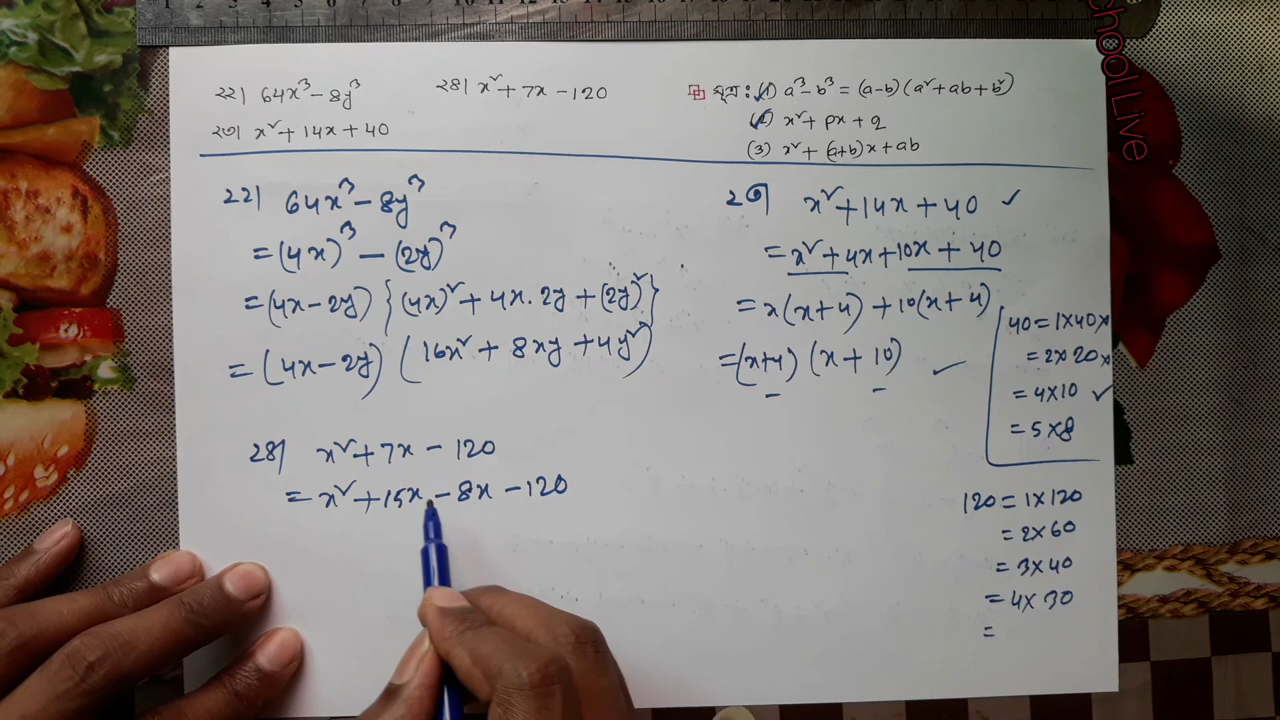 ২২। 64x³ - 8y³
২৪। x² + 7x - 120
২৩। x² + 14x + 40
সূত্র: (1) a³ - b³ = (a-b) (a² + ab + b²)
(2) x² + px + q
(3) x² + (a+b)x + ab
২২। 64x³ - 8y³
= (4x)³ - (2y)³
= (4x - 2y) {(4x)² + 4x . 2y + (2y)²}
= (4x - 2y) (16x² + 8xy + 4y²)
২৩। x² + 14x + 40 ✓
= x² + 4x + 10x + 40
= x(x+4) + 10(x+4)
= (x+4) (x + 10) ✓
40 = 1 x 40 x
= 2 x 20 x
= 4 x 10 ✓
= 5 x 8
২৪। x² + 7x - 120
= x² + 15x - 8x - 120
120 = 1 x 120
= 2 x 60
= 3 x 40
= 4 x 30
=
chool Live